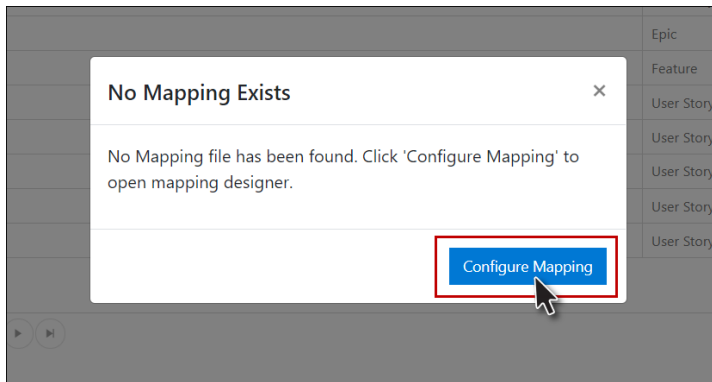 Epic
Feature
User Story
User Story
User Story
User Story
User Story
No Mapping Exists
×
No Mapping file has been found. Click 'Configure Mapping' to
open mapping designer.
Configure Mapping